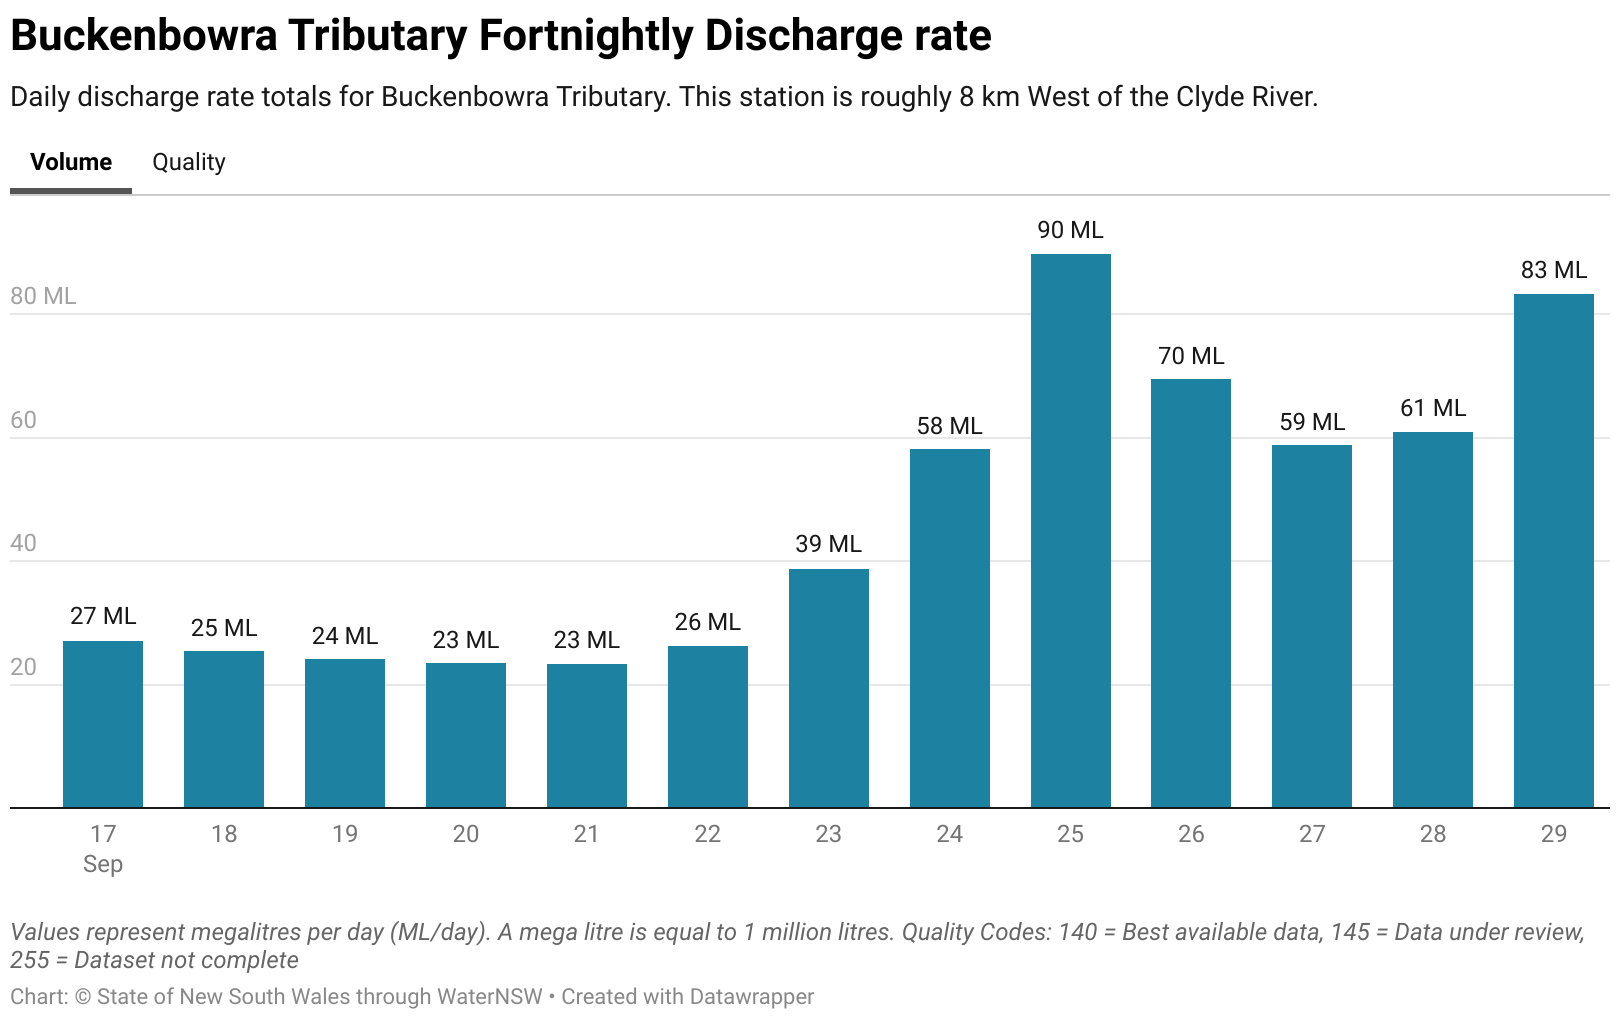 Buckenbowra Tributary Fortnightly Discharge rate
Daily discharge rate totals for Buckenbowra Tributary. This station is roughly 8 km West of the Clyde River.
Volume Quality
90 ML
83 ML
80 ML
70 ML
61 ML
59 ML
58 ML
60
39 ML
40
27 ML
25 ML
24 ML
23 ML
23 ML
26 ML
20
17 18 19 20 21 22 23 24 25 26 27 28 29
Sep
Values represent megalitres per day (ML/day). A mega litre is equal to 1 million litres. Quality Codes: 140 = Best available data, 145 = Data under review,
255 = Dataset not complete
Chart: © State of New South Wales through WaterNSW • Created with Datawrapper